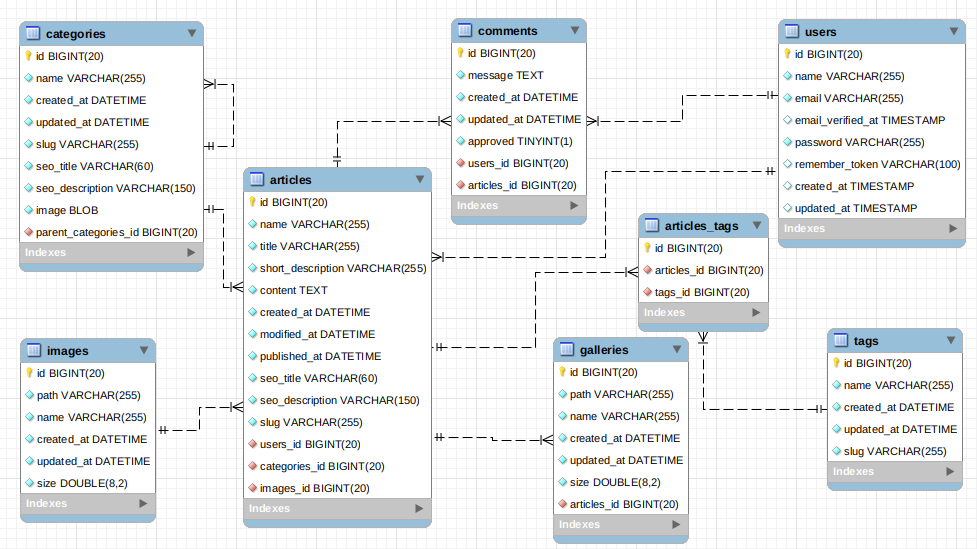 categories
id BIGINT(20)
name VARCHAR(255)
created_at DATETIME
updated_at DATETIME
slug VARCHAR(255)
seo_title VARCHAR(60)
seo_description VARCHAR(150)
image BLOB
parent_categories_id BIGINT(20)
Indexes
comments
id BIGINT(20)
message TEXT
created_at DATETIME
updated_at DATETIME
approved TINYINT(1)
users_id BIGINT(20)
articles_id BIGINT(20)
Indexes
users
id BIGINT(20)
name VARCHAR(255)
email VARCHAR(255)
email_verified_at TIMESTAMP
password VARCHAR(255)
remember_token VARCHAR(100)
created_at TIMESTAMP
updated_at TIMESTAMP
Indexes
articles
id BIGINT(20)
name VARCHAR(255)
title VARCHAR(255)
short_description VARCHAR(255)
content TEXT
created_at DATETIME
modified_at DATETIME
published_at DATETIME
seo_title VARCHAR(60)
seo_description VARCHAR(150)
slug VARCHAR(255)
users_id BIGINT(20)
categories_id BIGINT(20)
images_id BIGINT(20)
Indexes
articles_tags
id BIGINT(20)
articles_id BIGINT(20)
tags_id BIGINT(20)
Indexes
images
id BIGINT(20)
path VARCHAR(255)
name VARCHAR(255)
created_at DATETIME
updated_at DATETIME
size DOUBLE(8,2)
Indexes
galleries
id BIGINT(20)
path VARCHAR(255)
name VARCHAR(255)
created_at DATETIME
updated_at DATETIME
size DOUBLE(8,2)
articles_id BIGINT(20)
Indexes
tags
id BIGINT(20)
name VARCHAR(255)
created_at DATETIME
updated_at DATETIME
slug VARCHAR(255)
Indexes